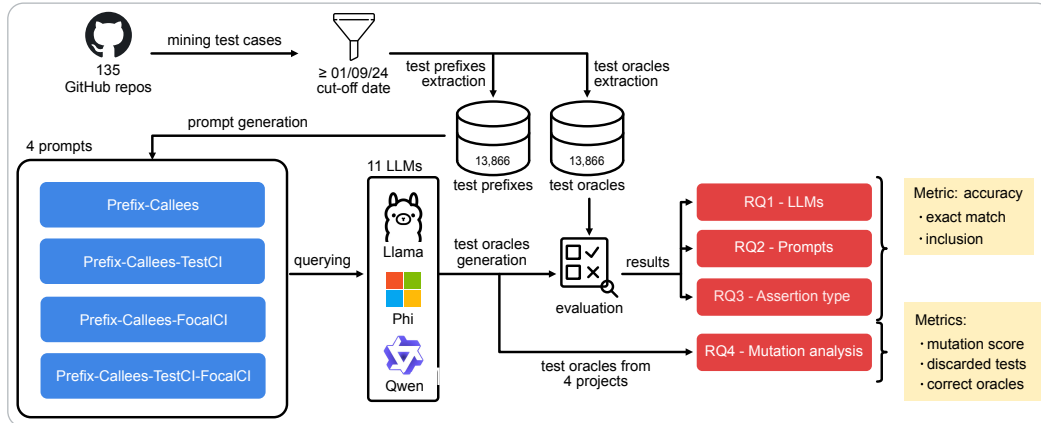 mining test cases
135
GitHub repos
≥ 01/09/24
cut-off date
test prefixes
extraction
test oracles
extraction
prompt generation
13,866
13,866
test prefixes
test oracles
4 prompts
Prefix-Callees
Prefix-Callees-TestCI
Prefix-Callees-FocalCI
Prefix-Callees-TestCI-FocalCI
querying
11 LLMs
Llama
Phi
Qwen
test oracles
generation
evaluation
results
test oracles from
4 projects
RQ1 - LLMs
RQ2 - Prompts
RQ3 - Assertion type
RQ4 - Mutation analysis
Metric: accuracy
· exact match
· inclusion
Metrics:
· mutation score
· discarded tests
· correct oracles